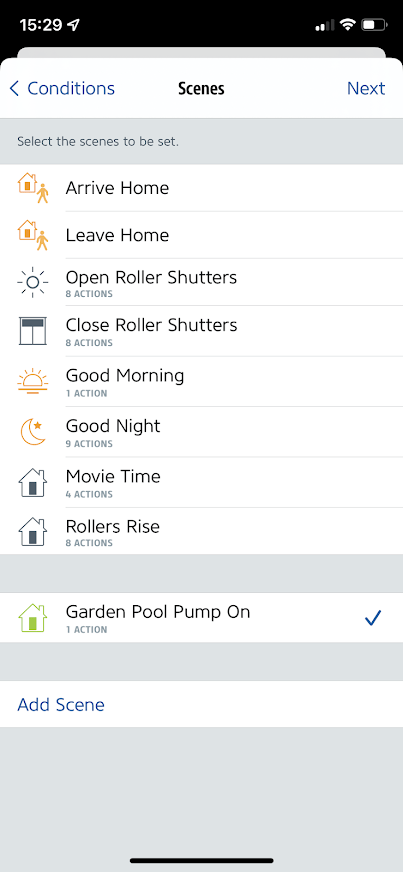 15:29
Conditions
Scenes
Next
Select the scenes to be set.
Arrive Home
Leave Home
Open Roller Shutters
8 ACTIONS
Close Roller Shutters
8 ACTIONS
Good Morning
1 ACTION
Good Night
9 ACTIONS
Movie Time
4 ACTIONS
Rollers Rise
8 ACTIONS
Garden Pool Pump On
1 ACTION
Add Scene